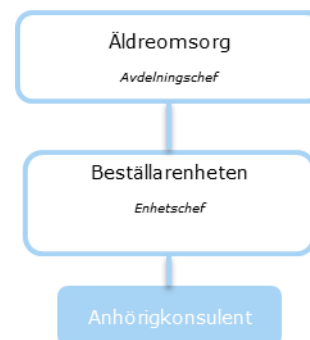 Äldreomsorg
Avdelningschef
Beställarenheten
Enhetschef
Anhörigkonsulent